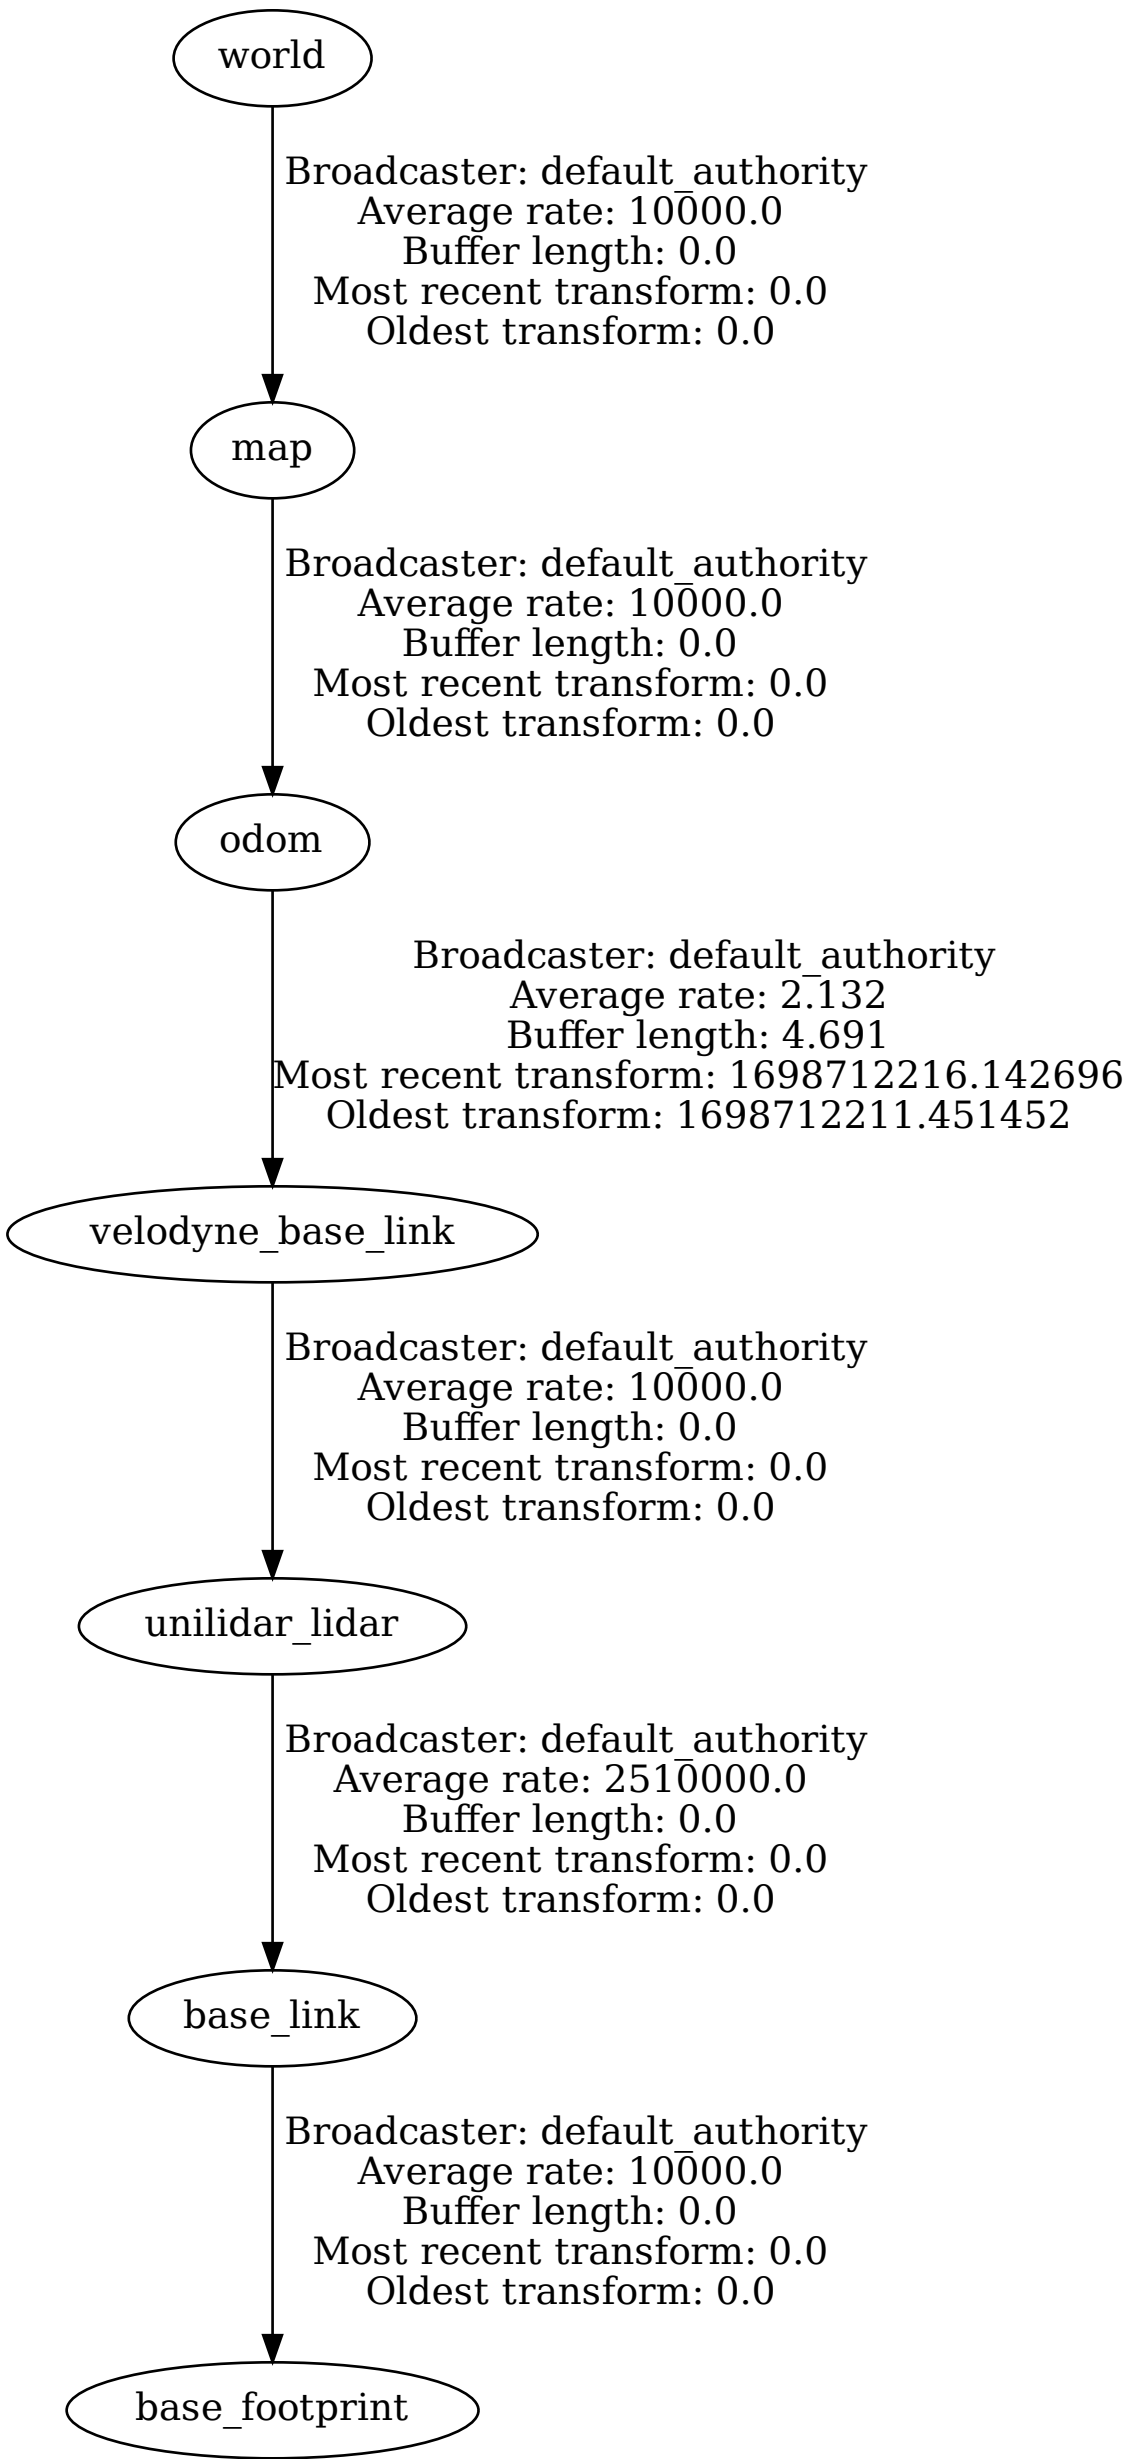 world
Broadcaster: default_authority
Average rate: 10000.0
Buffer length: 0.0
Most recent transform: 0.0
Oldest transform: 0.0
map
Broadcaster: default_authority
Average rate: 10000.0
Buffer length: 0.0
Most recent transform: 0.0
Oldest transform: 0.0
odom
Broadcaster: default_authority
Average rate: 2.132
Buffer length: 4.691
Most recent transform: 1698712216.142696
Oldest transform: 1698712211.451452
velodyne_base_link
Broadcaster: default_authority
Average rate: 10000.0
Buffer length: 0.0
Most recent transform: 0.0
Oldest transform: 0.0
unilidar_lidar
Broadcaster: default_authority
Average rate: 2510000.0
Buffer length: 0.0
Most recent transform: 0.0
Oldest transform: 0.0
base_link
Broadcaster: default_authority
Average rate: 10000.0
Buffer length: 0.0
Most recent transform: 0.0
Oldest transform: 0.0
base_footprint